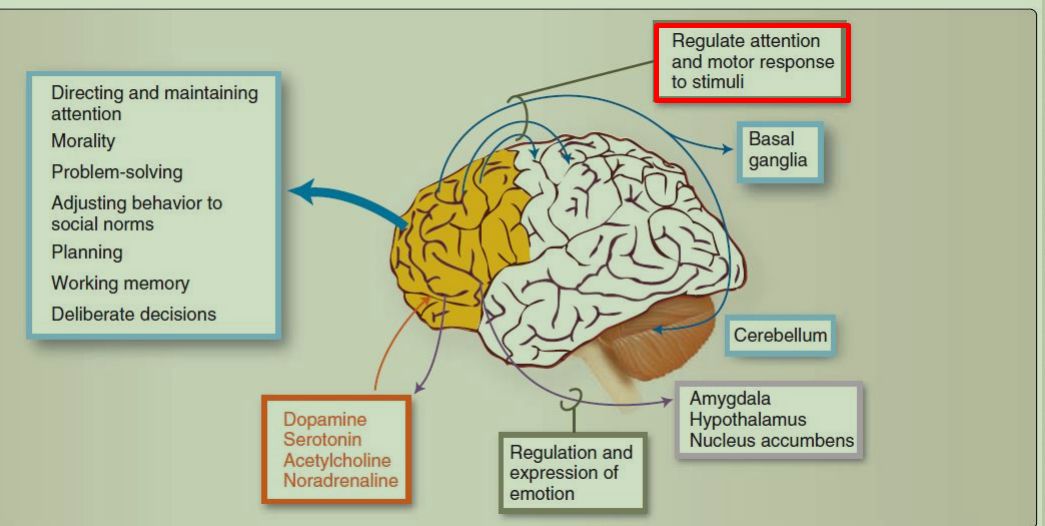 Regulate attention
and motor response
to stimuli
Directing and maintaining
attention
Morality
Problem-solving
Adjusting behavior to
social norms
Planning
Working memory
Deliberate decisions
Basal
ganglia
Cerebellum
Dopamine
Serotonin
Acetylcholine
Noradrenaline
Regulation and
expression of
emotion
Amygdala
Hypothalamus
Nucleus accumbens